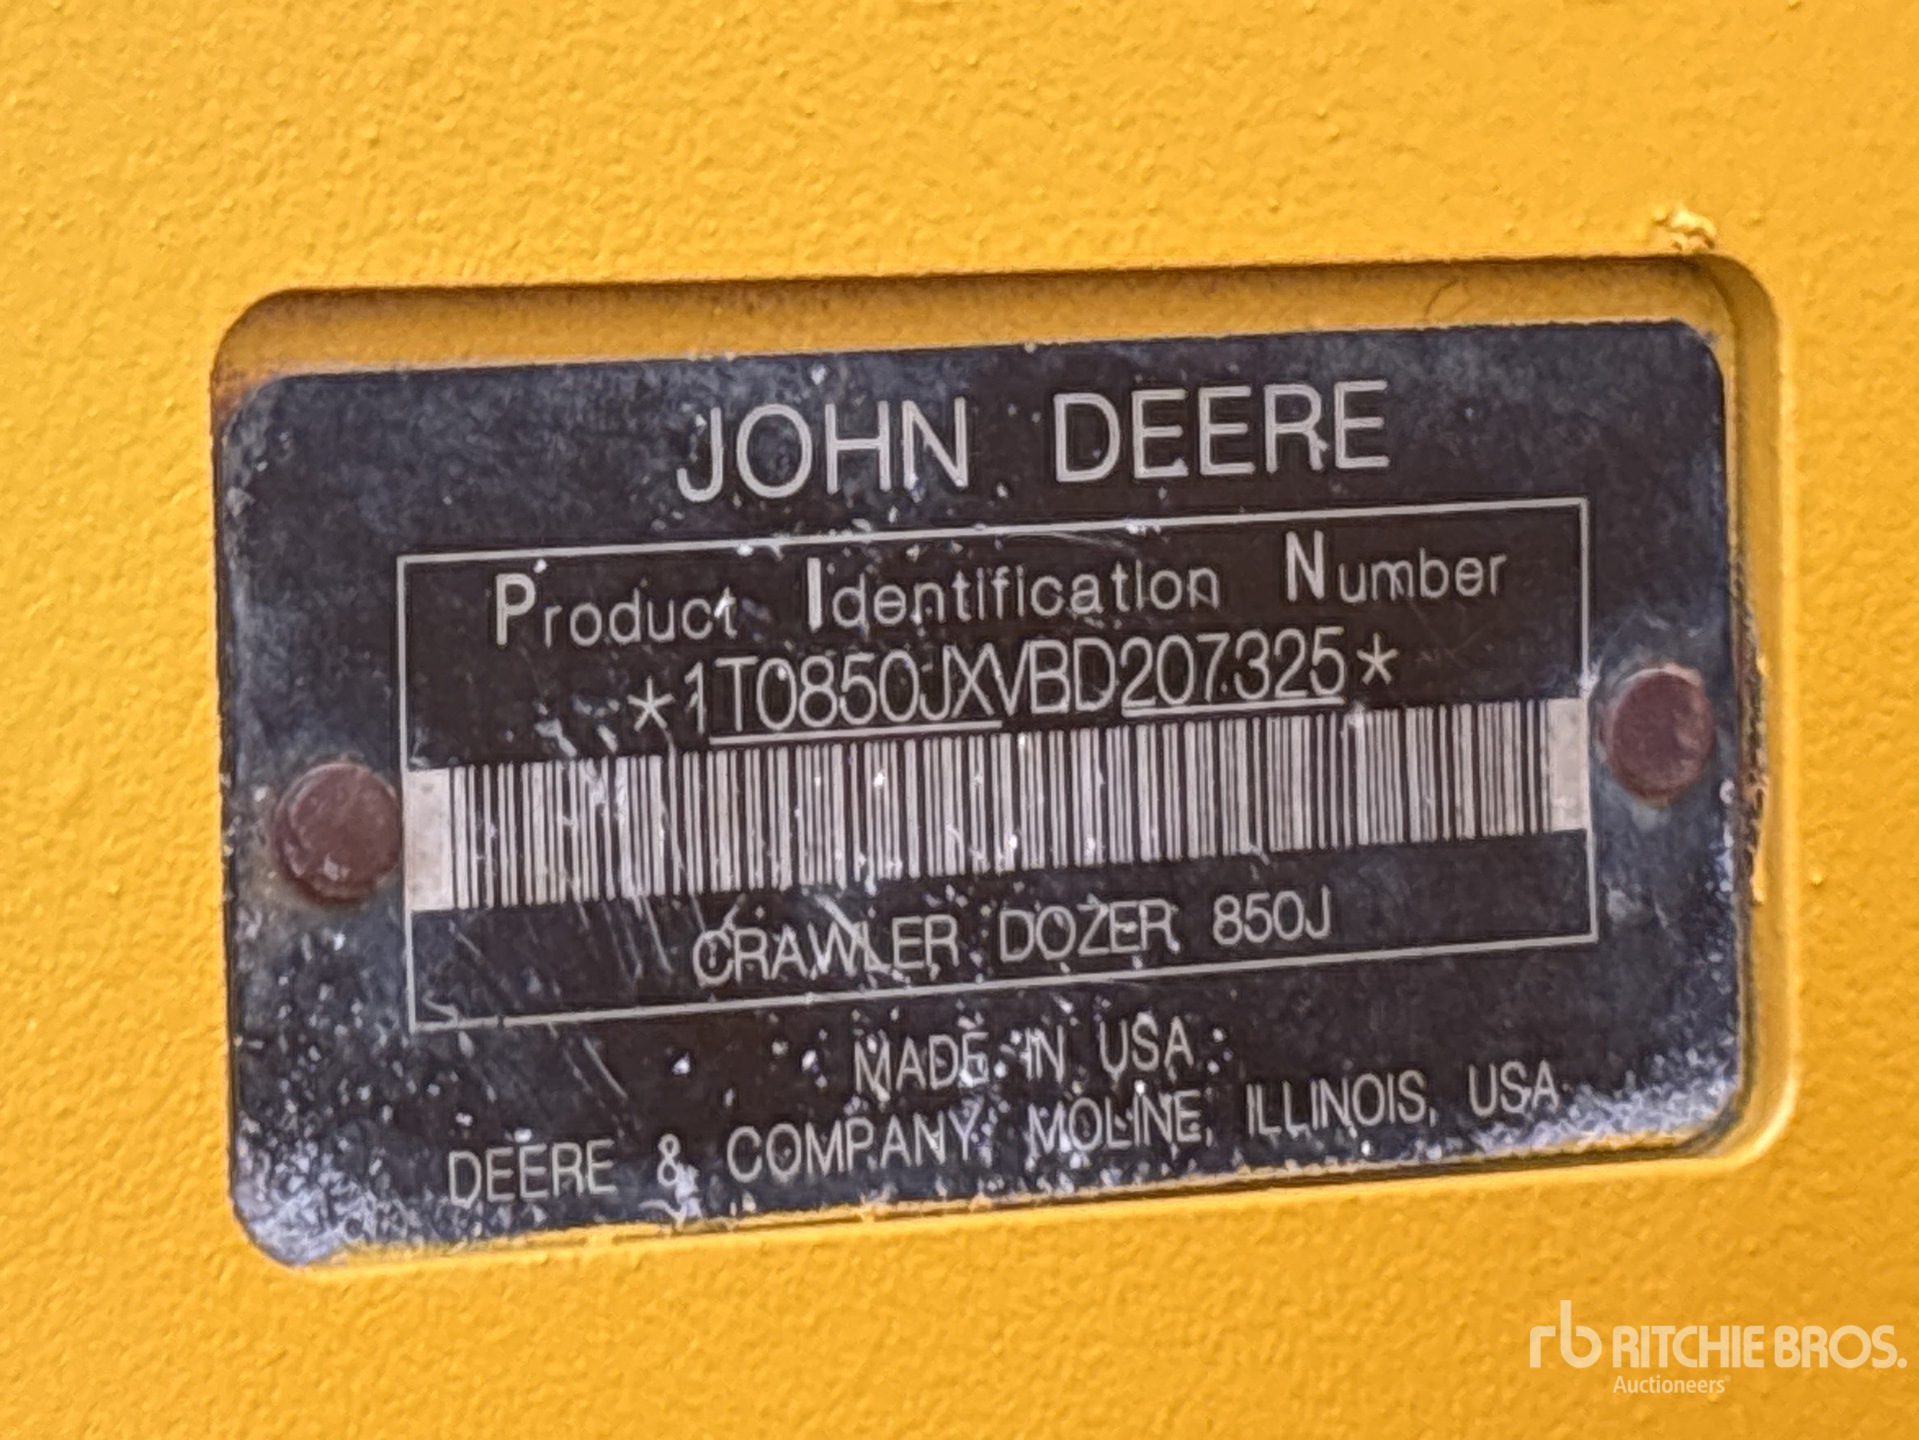 JOHN DEERE
Product Identification Number
*1T0850JXVBD207325*
CRAWLER DOZER 850J
MADE IN USA
DEERE & COMPANY MOLINE, ILLINOIS, USA
rb RITCHIE BROS.
Auctioneers